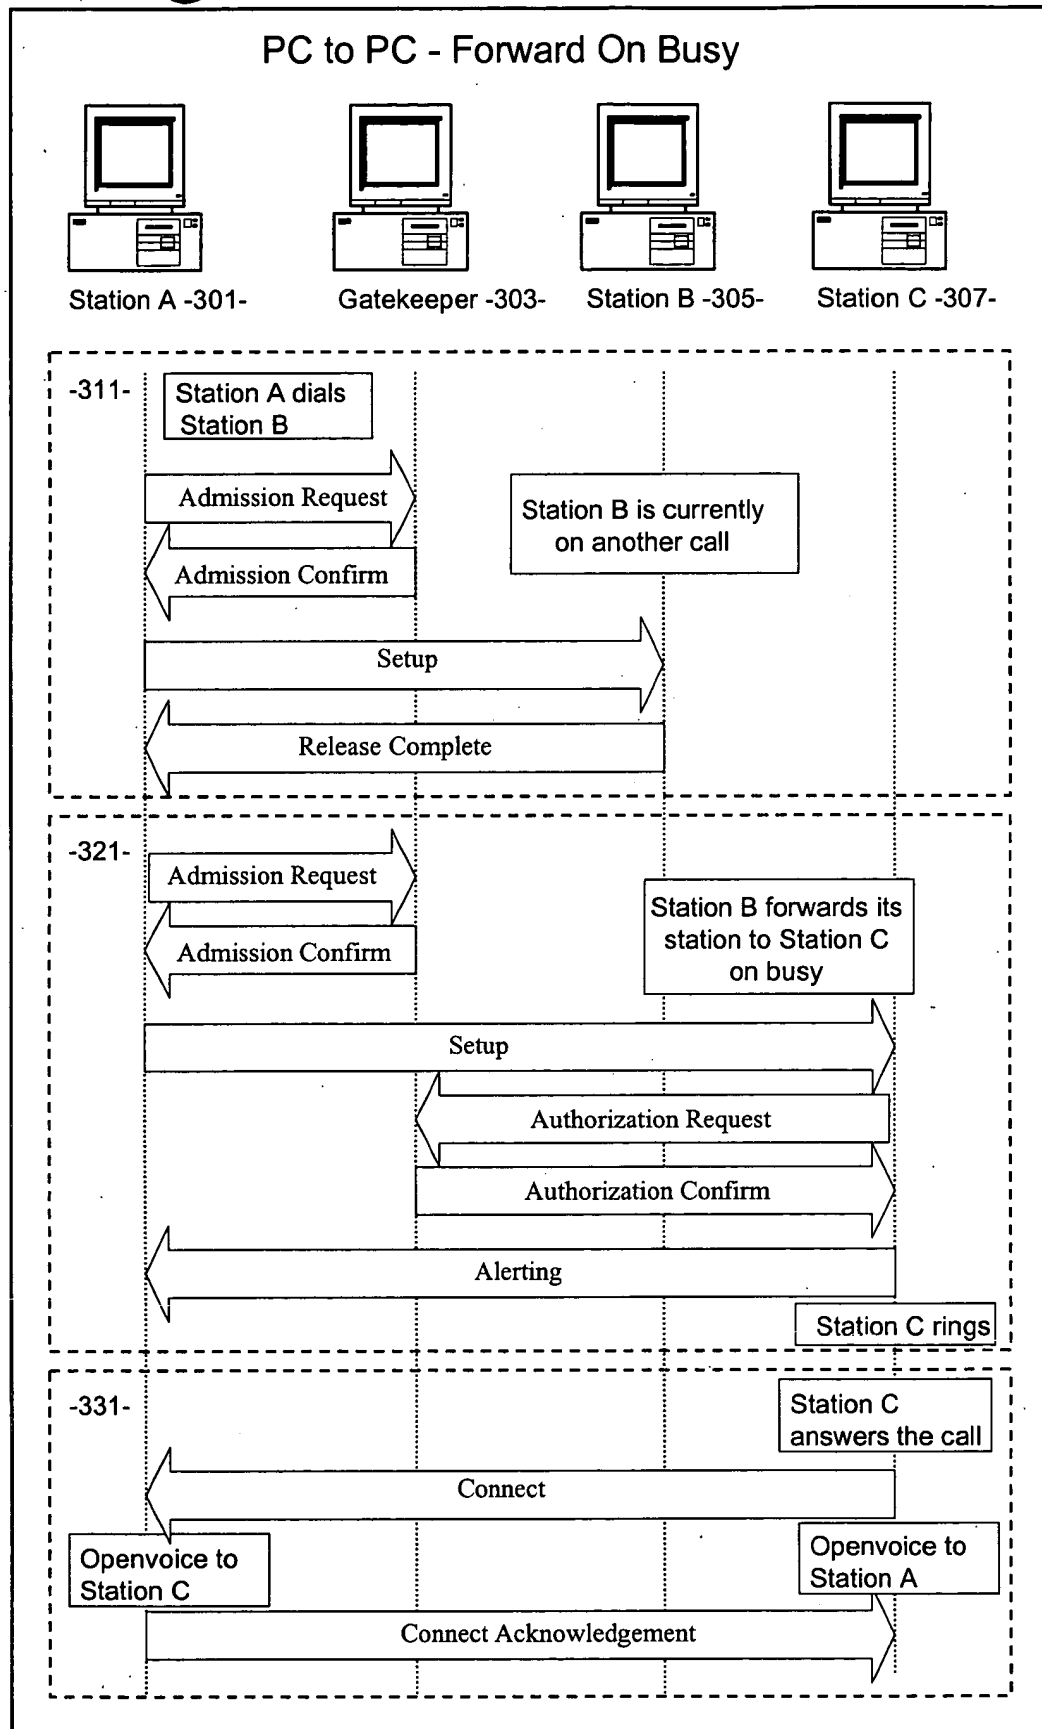 PC to PC - Forward On Busy
Station A -301-
Gatekeeper -303-
Station B -305-
Station C -307-
-311-
Station A dials
Station B
Admission Request
Station B is currently
on another call
Admission Confirm
Setup
Release Complete
-321-
Admission Request
Station B forwards its
station to Station C
on busy
Admission Confirm
Setup
Authorization Request
Authorization Confirm
Alerting
Station C rings
-331-
Station C
answers the call
Connect
Openvoice to
Station C
Openvoice to
Station A
Connect Acknowledgement